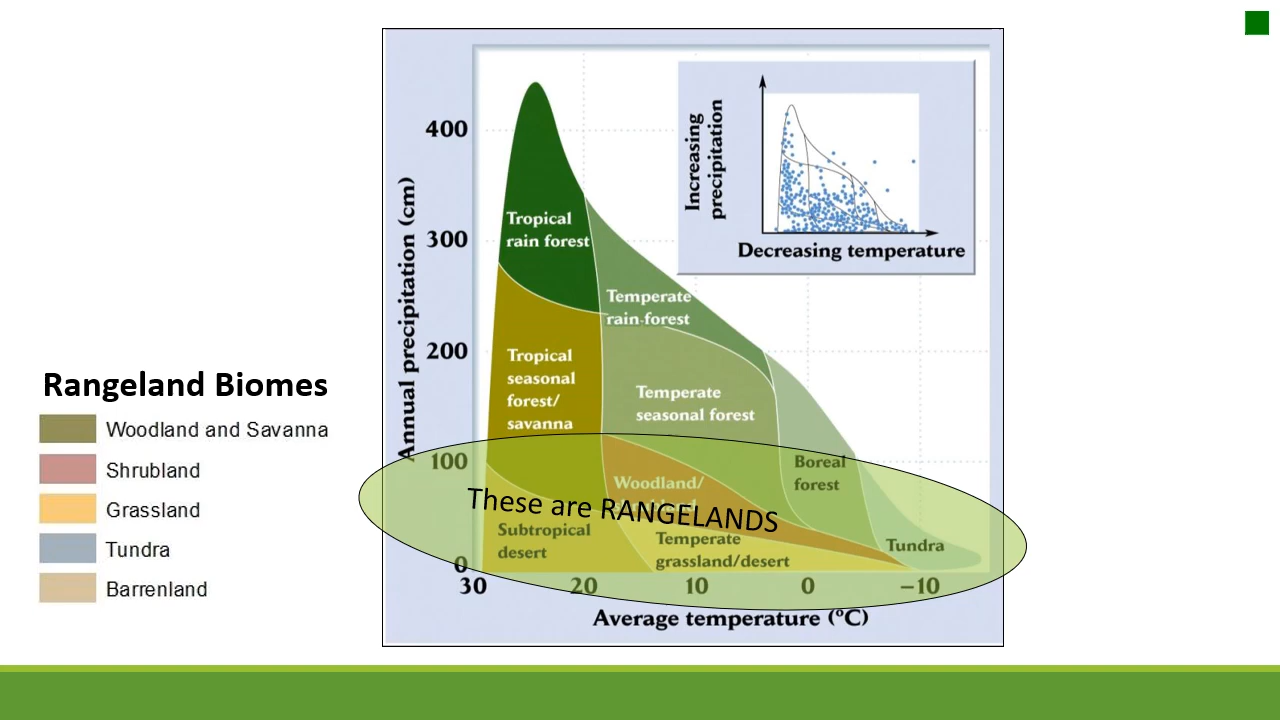 400
300
200
100
0
30
20
10
0
−10
Annual precipitation (cm)
Average temperature (°C)
Tropical
rain forest
Temperate
rain forest
Tropical
seasonal
forest/
savanna
Temperate
seasonal forest
Boreal
forest
Woodland/
These are RANGELANDS
Subtropical
desert
Temperate
grassland/desert
Tundra
Increasing
precipitation
Decreasing temperature
Rangeland Biomes
Woodland and Savanna
Shrubland
Grassland
Tundra
Barrenland